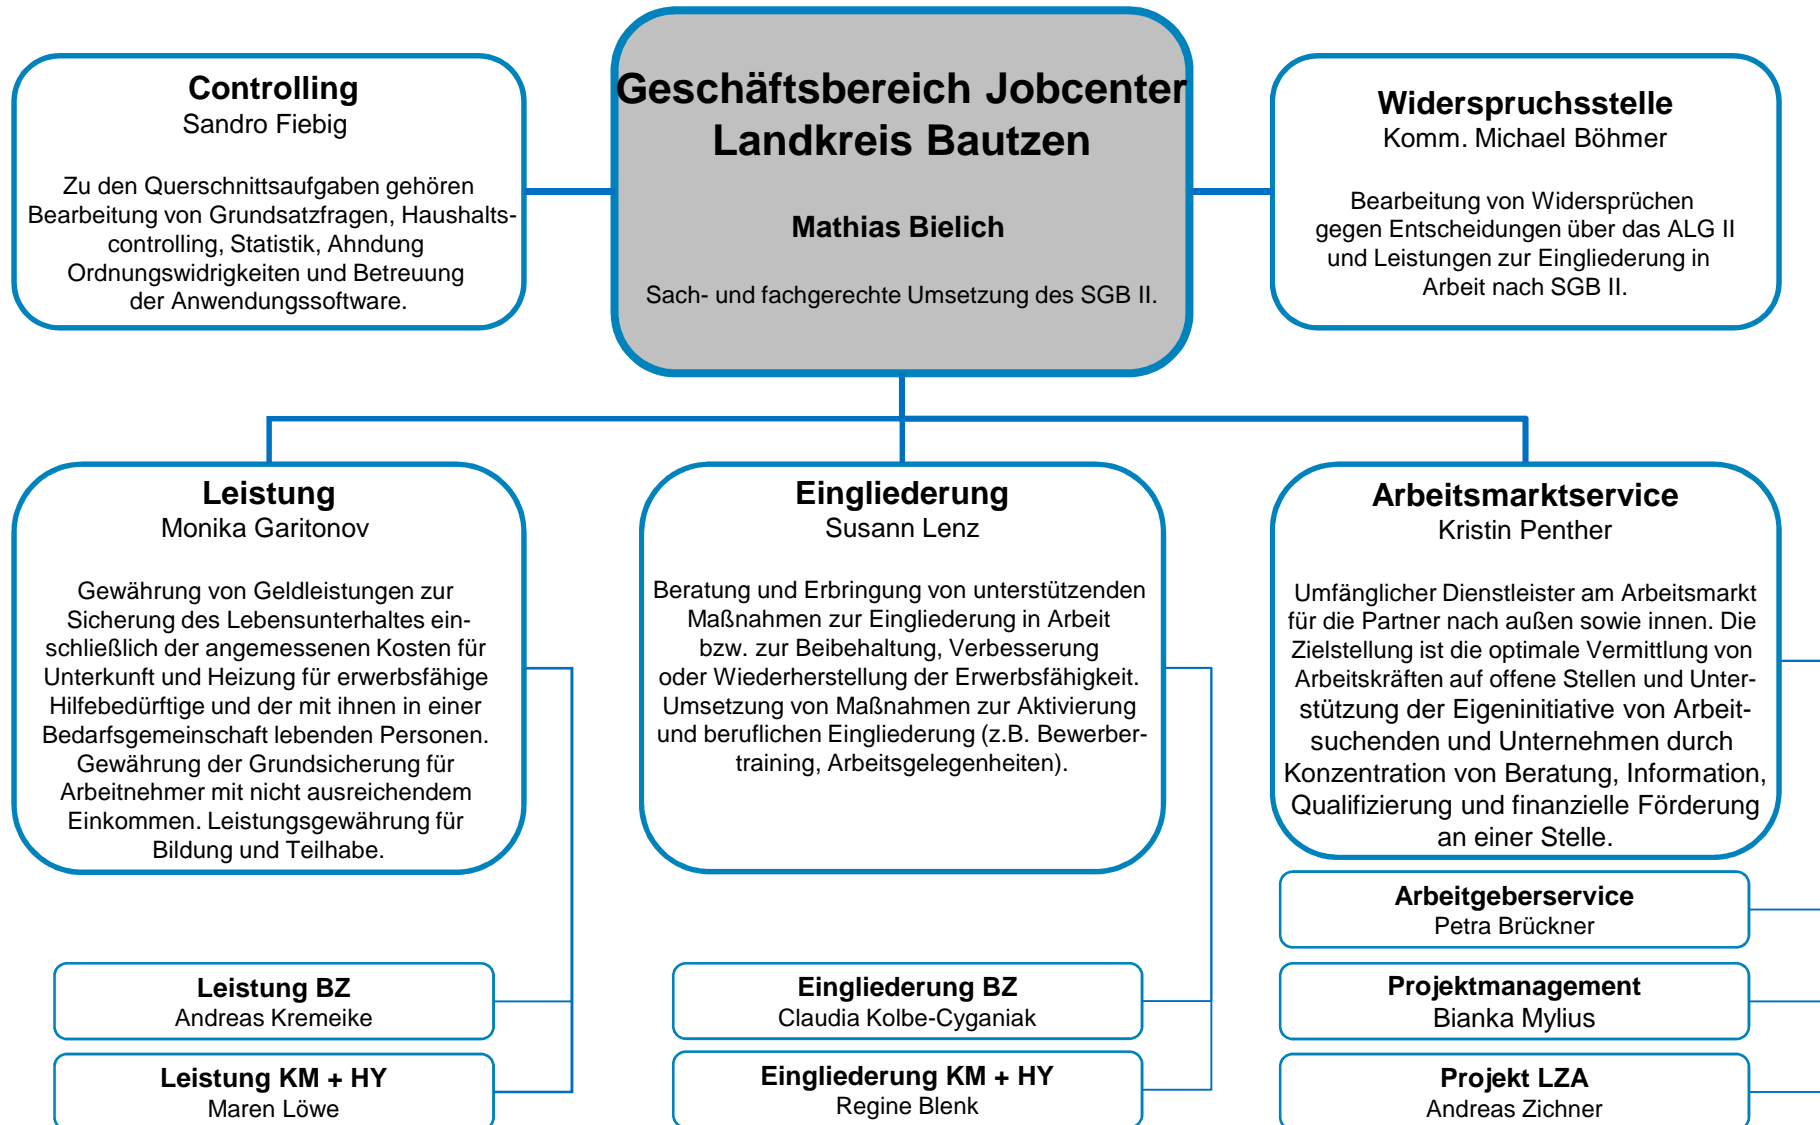 Controlling
Sandro Fiebig
Zu den Querschnittsaufgaben gehören
Bearbeitung von Grundsatzfragen, Haushalts-
controlling, Statistik, Ahndung
Ordnungswidrigkeiten und Betreuung
der Anwendungssoftware.
Geschäftsbereich Jobcenter
Landkreis Bautzen
Mathias Bielich
Sach- und fachgerechte Umsetzung des SGB II.
Widerspruchsstelle
Komm. Michael Böhmer
Bearbeitung von Widersprüchen
gegen Entscheidungen über das ALG II
und Leistungen zur Eingliederung in
Arbeit nach SGB II.
Leistung
Monika Garitonov
Gewährung von Geldleistungen zur
Sicherung des Lebensunterhaltes ein-
schließlich der angemessenen Kosten für
Unterkunft und Heizung für erwerbsfähige
Hilfebedürftige und der mit ihnen in einer
Bedarfsgemeinschaft lebenden Personen.
Gewährung der Grundsicherung für
Arbeitnehmer mit nicht ausreichendem
Einkommen. Leistungsgewährung für
Bildung und Teilhabe.
Leistung BZ
Andreas Kremeike
Leistung KM + HY
Maren Löwe
Eingliederung
Susann Lenz
Beratung und Erbringung von unterstützenden
Maßnahmen zur Eingliederung in Arbeit
bzw. zur Beibehaltung, Verbesserung
oder Wiederherstellung der Erwerbsfähigkeit.
Umsetzung von Maßnahmen zur Aktivierung
und beruflichen Eingliederung (z.B. Bewerber-
training, Arbeitsgelegenheiten).
Eingliederung BZ
Claudia Kolbe-Cyganiak
Eingliederung KM + HY
Regine Blenk
Arbeitsmarktservice
Kristin Penther
Umfänglicher Dienstleister am Arbeitsmarkt
für die Partner nach außen sowie innen. Die
Zielstellung ist die optimale Vermittlung von
Arbeitskräften auf offene Stellen und Unter-
stützung der Eigeninitiative von Arbeit-
suchenden und Unternehmen durch
Konzentration von Beratung, Information,
Qualifizierung und finanzielle Förderung
an einer Stelle.
Arbeitgeberservice
Petra Brückner
Projektmanagement
Bianka Mylius
Projekt LZA
Andreas Zichner